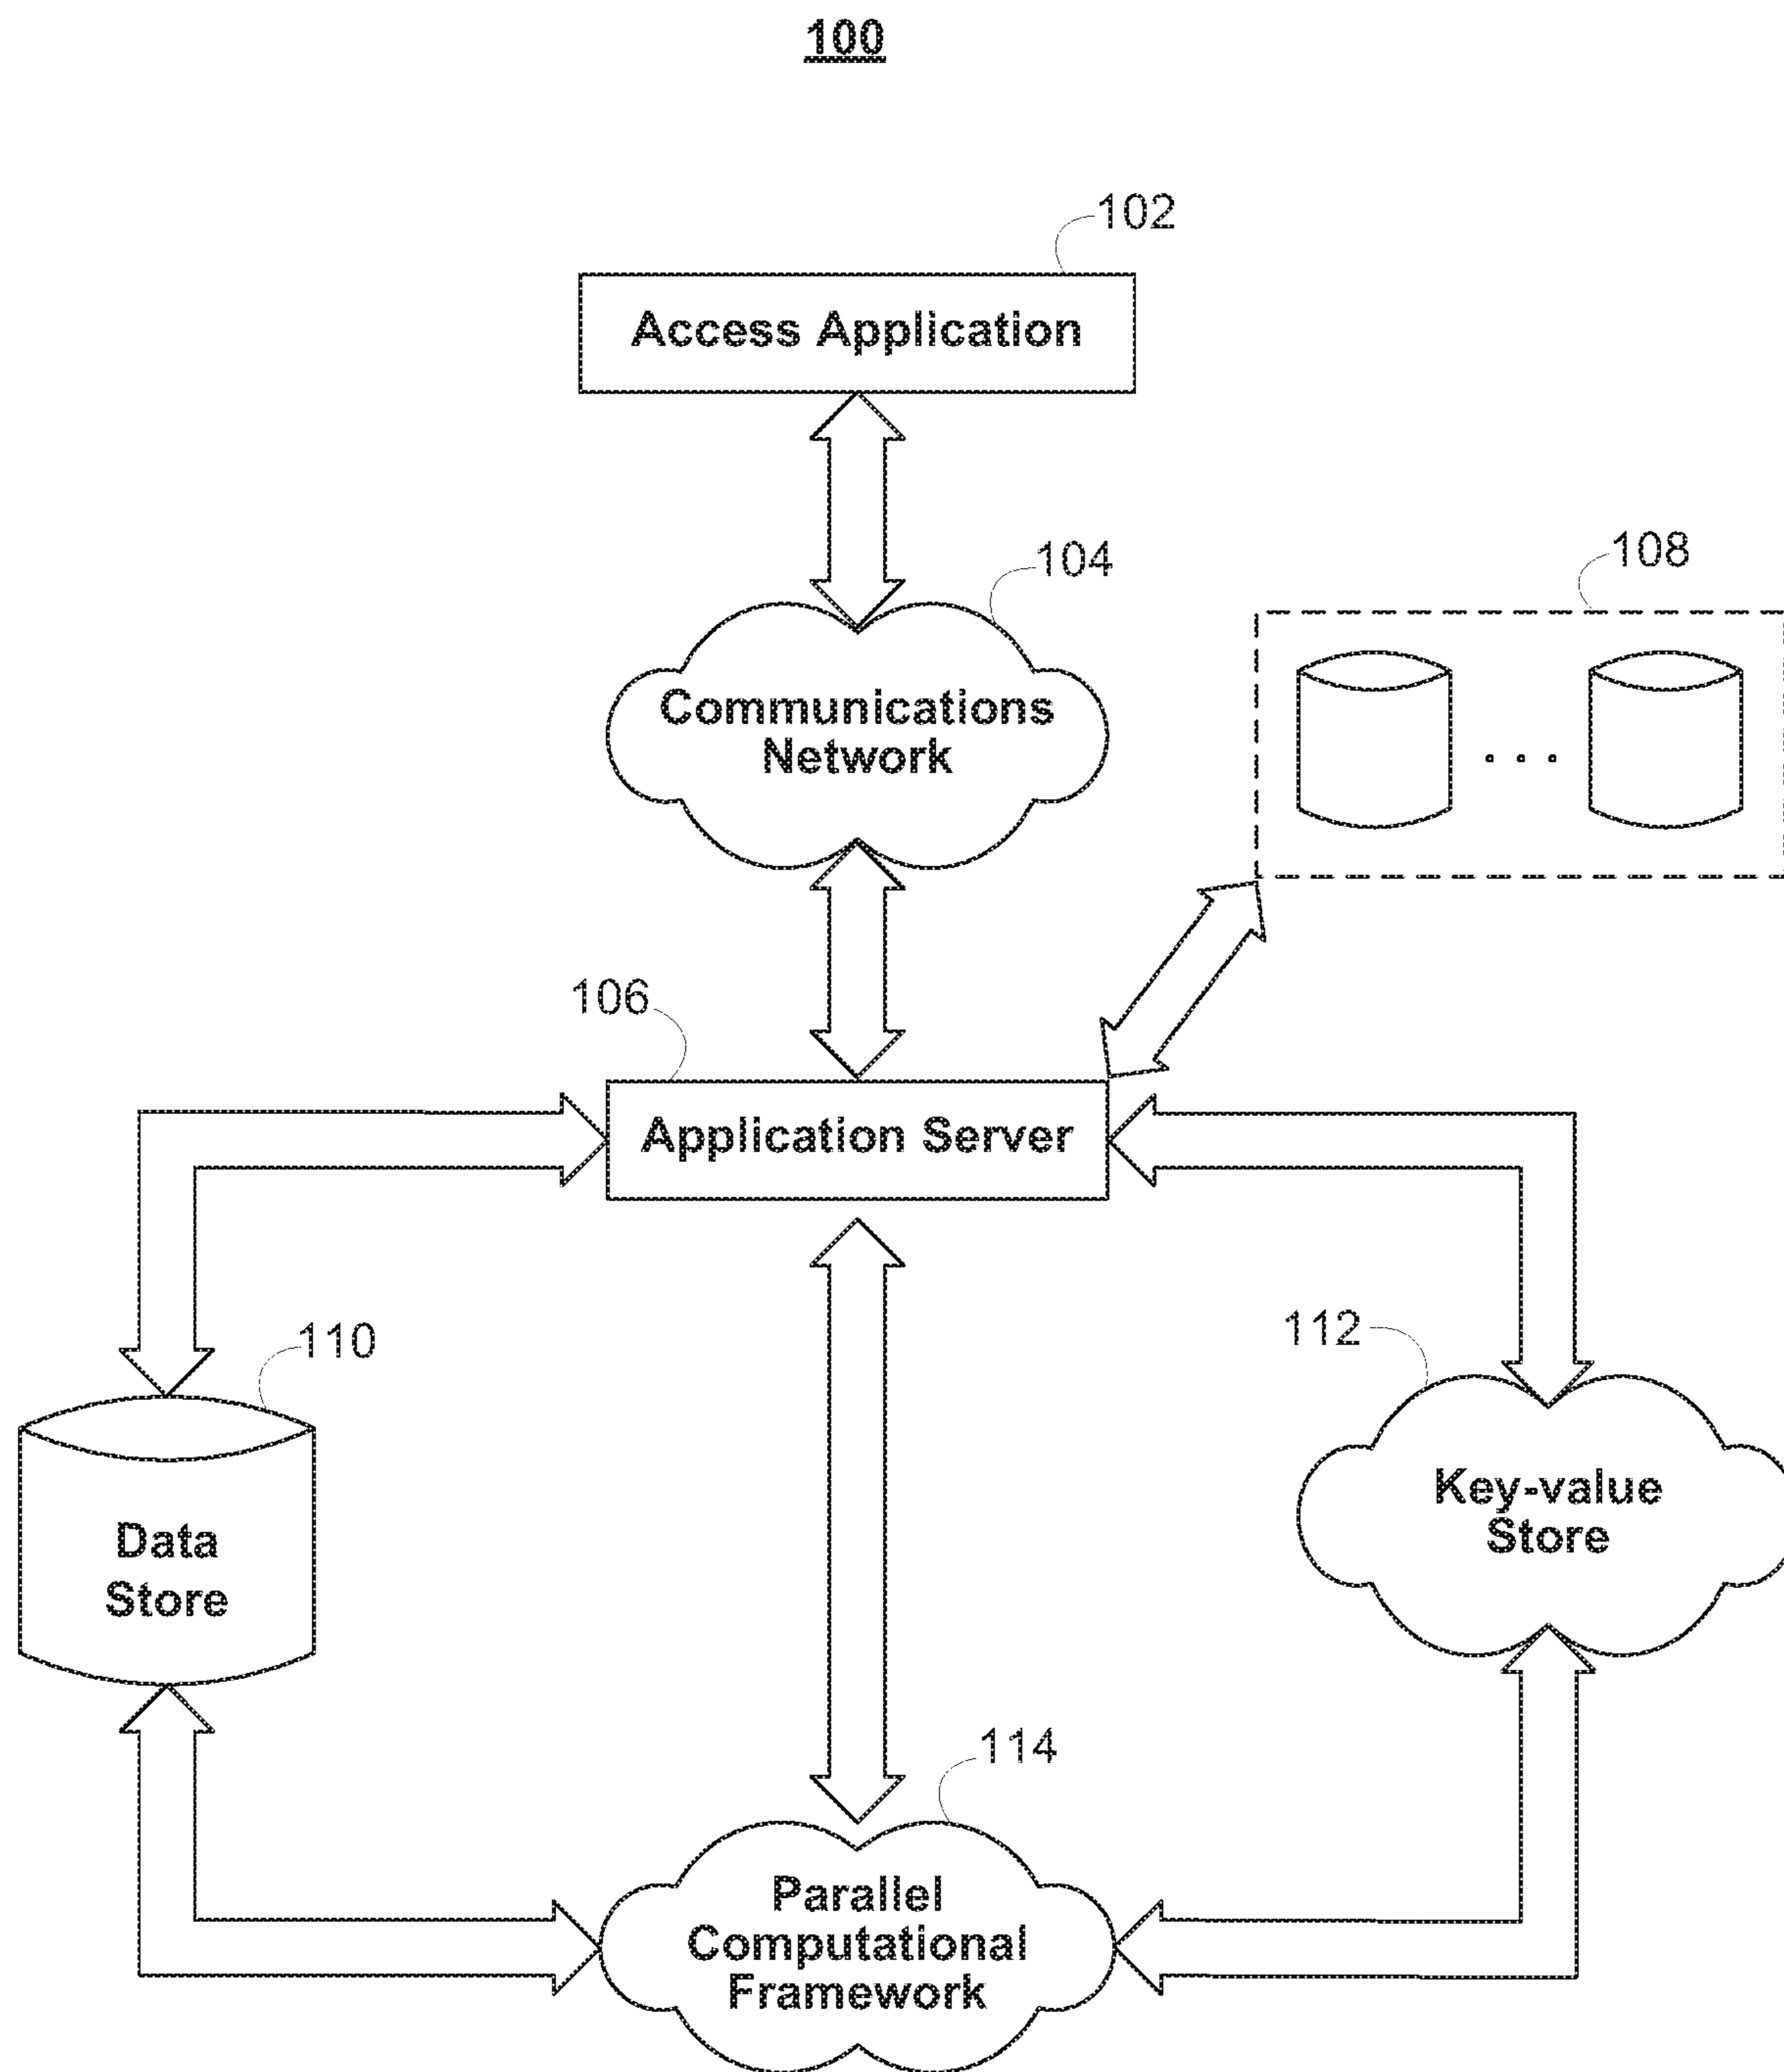 100
102
Access Application
104
108
Communications
Network
. . .
106
Application Server
110
112
Data
Store
Key-value
Store
114
Parallel
Computational
Framework